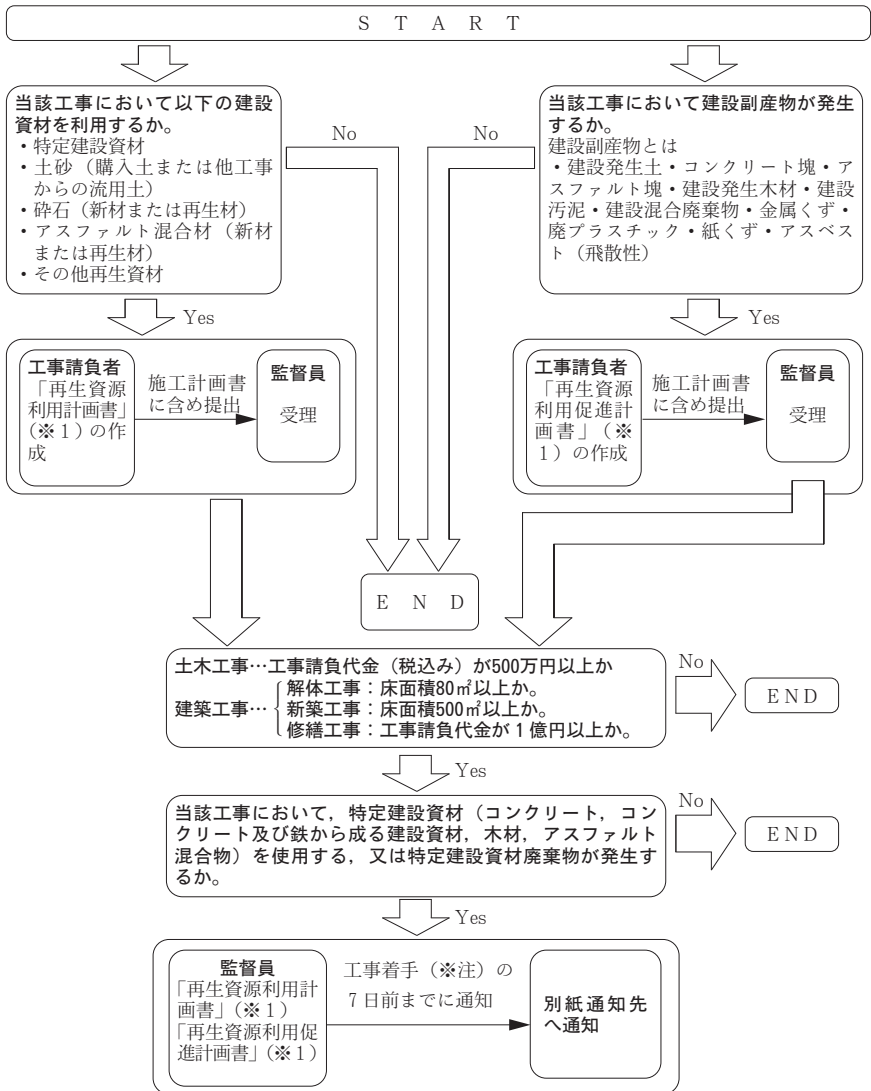 ＳＴＡＲＴ
当該工事において以下の建設
資材を利用するか。
・特定建設資材
・土砂（購入土または他工事
からの流用土）
・砕石（新材または再生材）
・アスファルト混合材（新材
または再生材）
・その他再生資材
No
No
当該工事において建設副産物が発生
するか。
建設副産物とは
・建設発生土・コンクリート塊・ア
スファルト塊・建設発生木材・建設
汚泥・建設混合廃棄物・金属くず・
廃プラスチック・紙くず・アスベス
ト（飛散性）
Yes
Yes
工事請負者
「再生資源
利用計画書」
（※１）の作
成
施工計画書
に含め提出
監督員
受理
工事請負者
「再生資源
利用促進計
画書」（※
１）の作成
施工計画書
に含め提出
監督員
受理
ＥＮＤ
土木工事…工事請負代金（税込み）が500万円以上か
建築工事…
解体工事：床面積80㎡以上か。
新築工事：床面積500㎡以上か。
修繕工事：工事請負代金が１億円以上か。
No
ＥＮＤ
Yes
当該工事において，特定建設資材（コンクリート，コン
クリート及び鉄から成る建設資材，木材，アスファルト
混合物）を使用する，又は特定建設資材廃棄物が発生す
るか。
No
ＥＮＤ
Yes
監督員
「再生資源利用計
画書」（※１）
「再生資源利用促
進計画書」（※１）
工事着手（※注）の
７日前までに通知
別紙通知先
へ通知